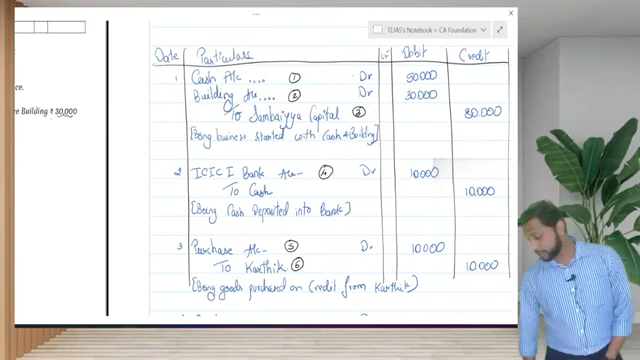 ...
TEJAS's Notebook > CA Foundation
ce.
re Building ₹ 30,000
Date Particulars LF Debit Credit
1 Cash A/c .... ① Dr 50,000
Building A/c .... ② Dr 30,000
To Sambaiyya Capital ③ 80,000
[Being business started with Cash & Building]
2 ICICI Bank A/c ④ Dr 10,000
To Cash 10,000
[Being Cash Deposited into Bank]
3 Purchase A/c - ⑤ Dr 10,000
To Karthik ⑥ 10,000
[Being goods purchased on Credit from Karthik]